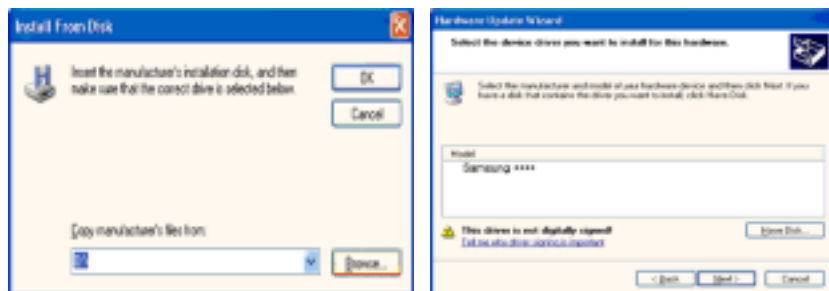 Install From Disk
Insert the manufacturer's installation disk, and then
make sure that the correct drive is selected below.
OK
Cancel
Copy manufacturer's files from:
Browse...
Hardware Update Wizard
Select the device driver you want to install for this hardware.
Select the manufacturer and model of your hardware device and then click Next. If you
have a disk that contains the driver you want to install, click Have Disk.
Model
Samsung ****
This driver is not digitally signed!
Tell me why driver signing is important
Have Disk...
< Back
Next >
Cancel